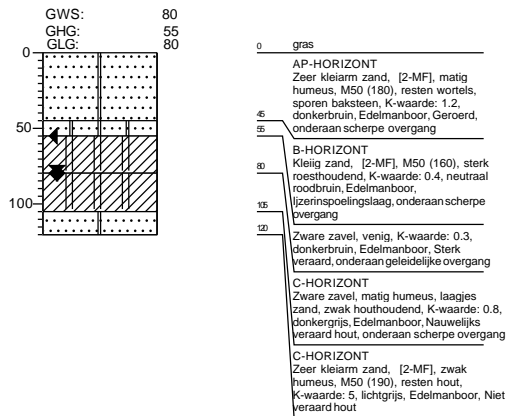 GWS: 80
GHG: 55
GLG: 80
0
50
100
0 gras
45
55
80
105
120
AP-HORIZONT
Zeer kleiarm zand, [2-MF], matig
humeus, M50 (180), resten wortels,
sporen baksteen, K-waarde: 1.2,
donkerbruin, Edelmanboor, Geroerd,
onderaan scherpe overgang
B-HORIZONT
Kleiig zand, [2-MF], M50 (160), sterk
roesthoudend, K-waarde: 0.4, neutraal
roodbruin, Edelmanboor,
Ijzerinspoelingslaag, onderaan scherpe
overgang
Zware zavel, venig, K-waarde: 0.3,
donkerbruin, Edelmanboor, Sterk
veraard, onderaan geleidelijke overgang
C-HORIZONT
Zware zavel, matig humeus, laagjes
zand, zwak houthoudend, K-waarde: 0.8,
donkergrijs, Edelmanboor, Nauwelijks
veraard hout, onderaan scherpe overgang
C-HORIZONT
Zeer kleiarm zand, [2-MF], zwak
humeus, M50 (190), resten hout,
K-waarde: 5, lichtgrijs, Edelmanboor, Niet
veraard hout